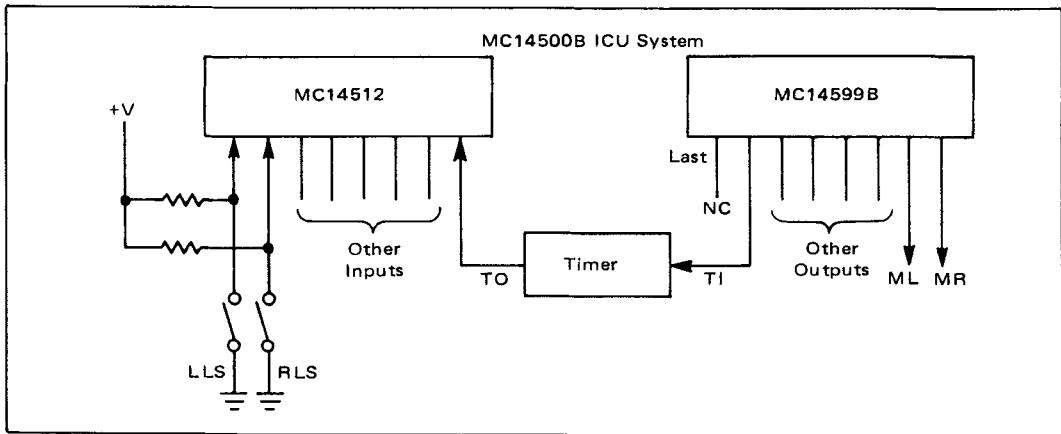 MC14500B ICU System
MC14512
MC14599B
+V
Last
NC
Other
Inputs
Timer
TO
TI
Other
Outputs
ML
MR
LLS
RLS